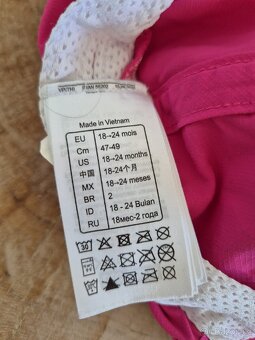 Made in Vietnam
EU 18→24 mois
Cm 47-49
US 18→24 months
中国 18-24个月
MX 18→24 meses
BR 2
ID 18 - 24 Bulan
RU 18мес-2 года